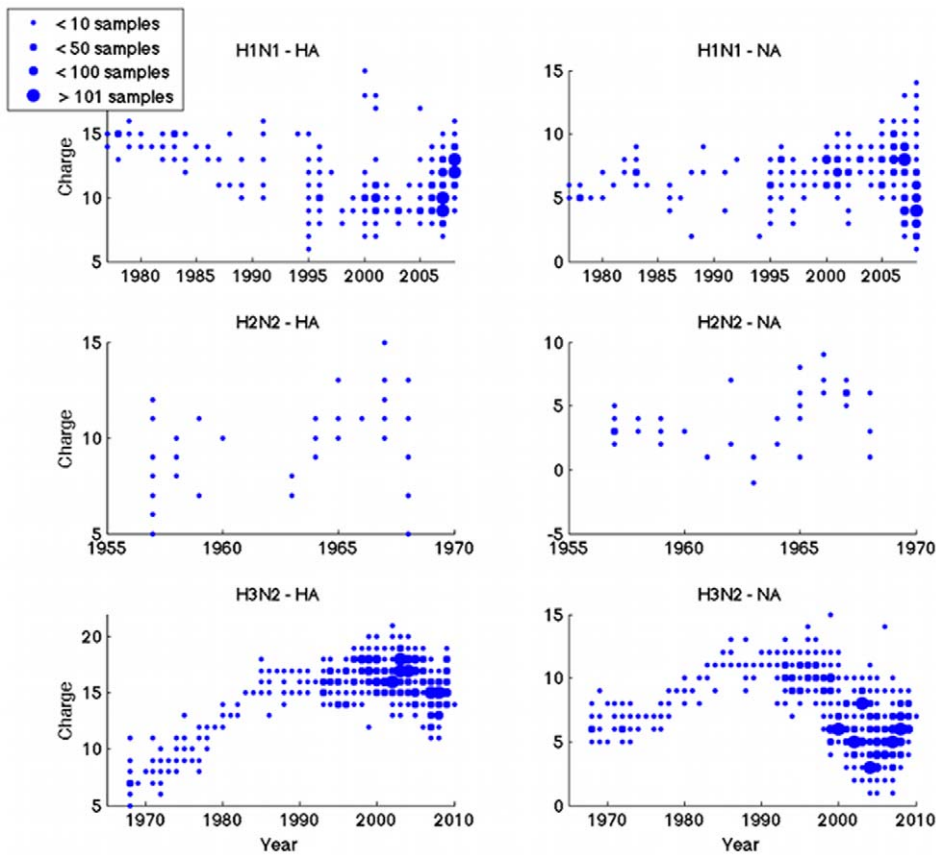 < 10 samples
< 50 samples
< 100 samples
> 101 samples
H1N1 - HA
15
10
5
Charge
1980 1985 1990 1995 2000 2005
H1N1 - NA
15
10
5
0
1980 1985 1990 1995 2000 2005
H2N2 - HA
15
10
5
Charge
1955 1960 1965 1970
H2N2 - NA
10
5
0
-5
1955 1960 1965 1970
H3N2 - HA
20
15
10
5
Charge
1970 1980 1990 2000 2010
Year
H3N2 - NA
15
10
5
0
1970 1980 1990 2000 2010
Year